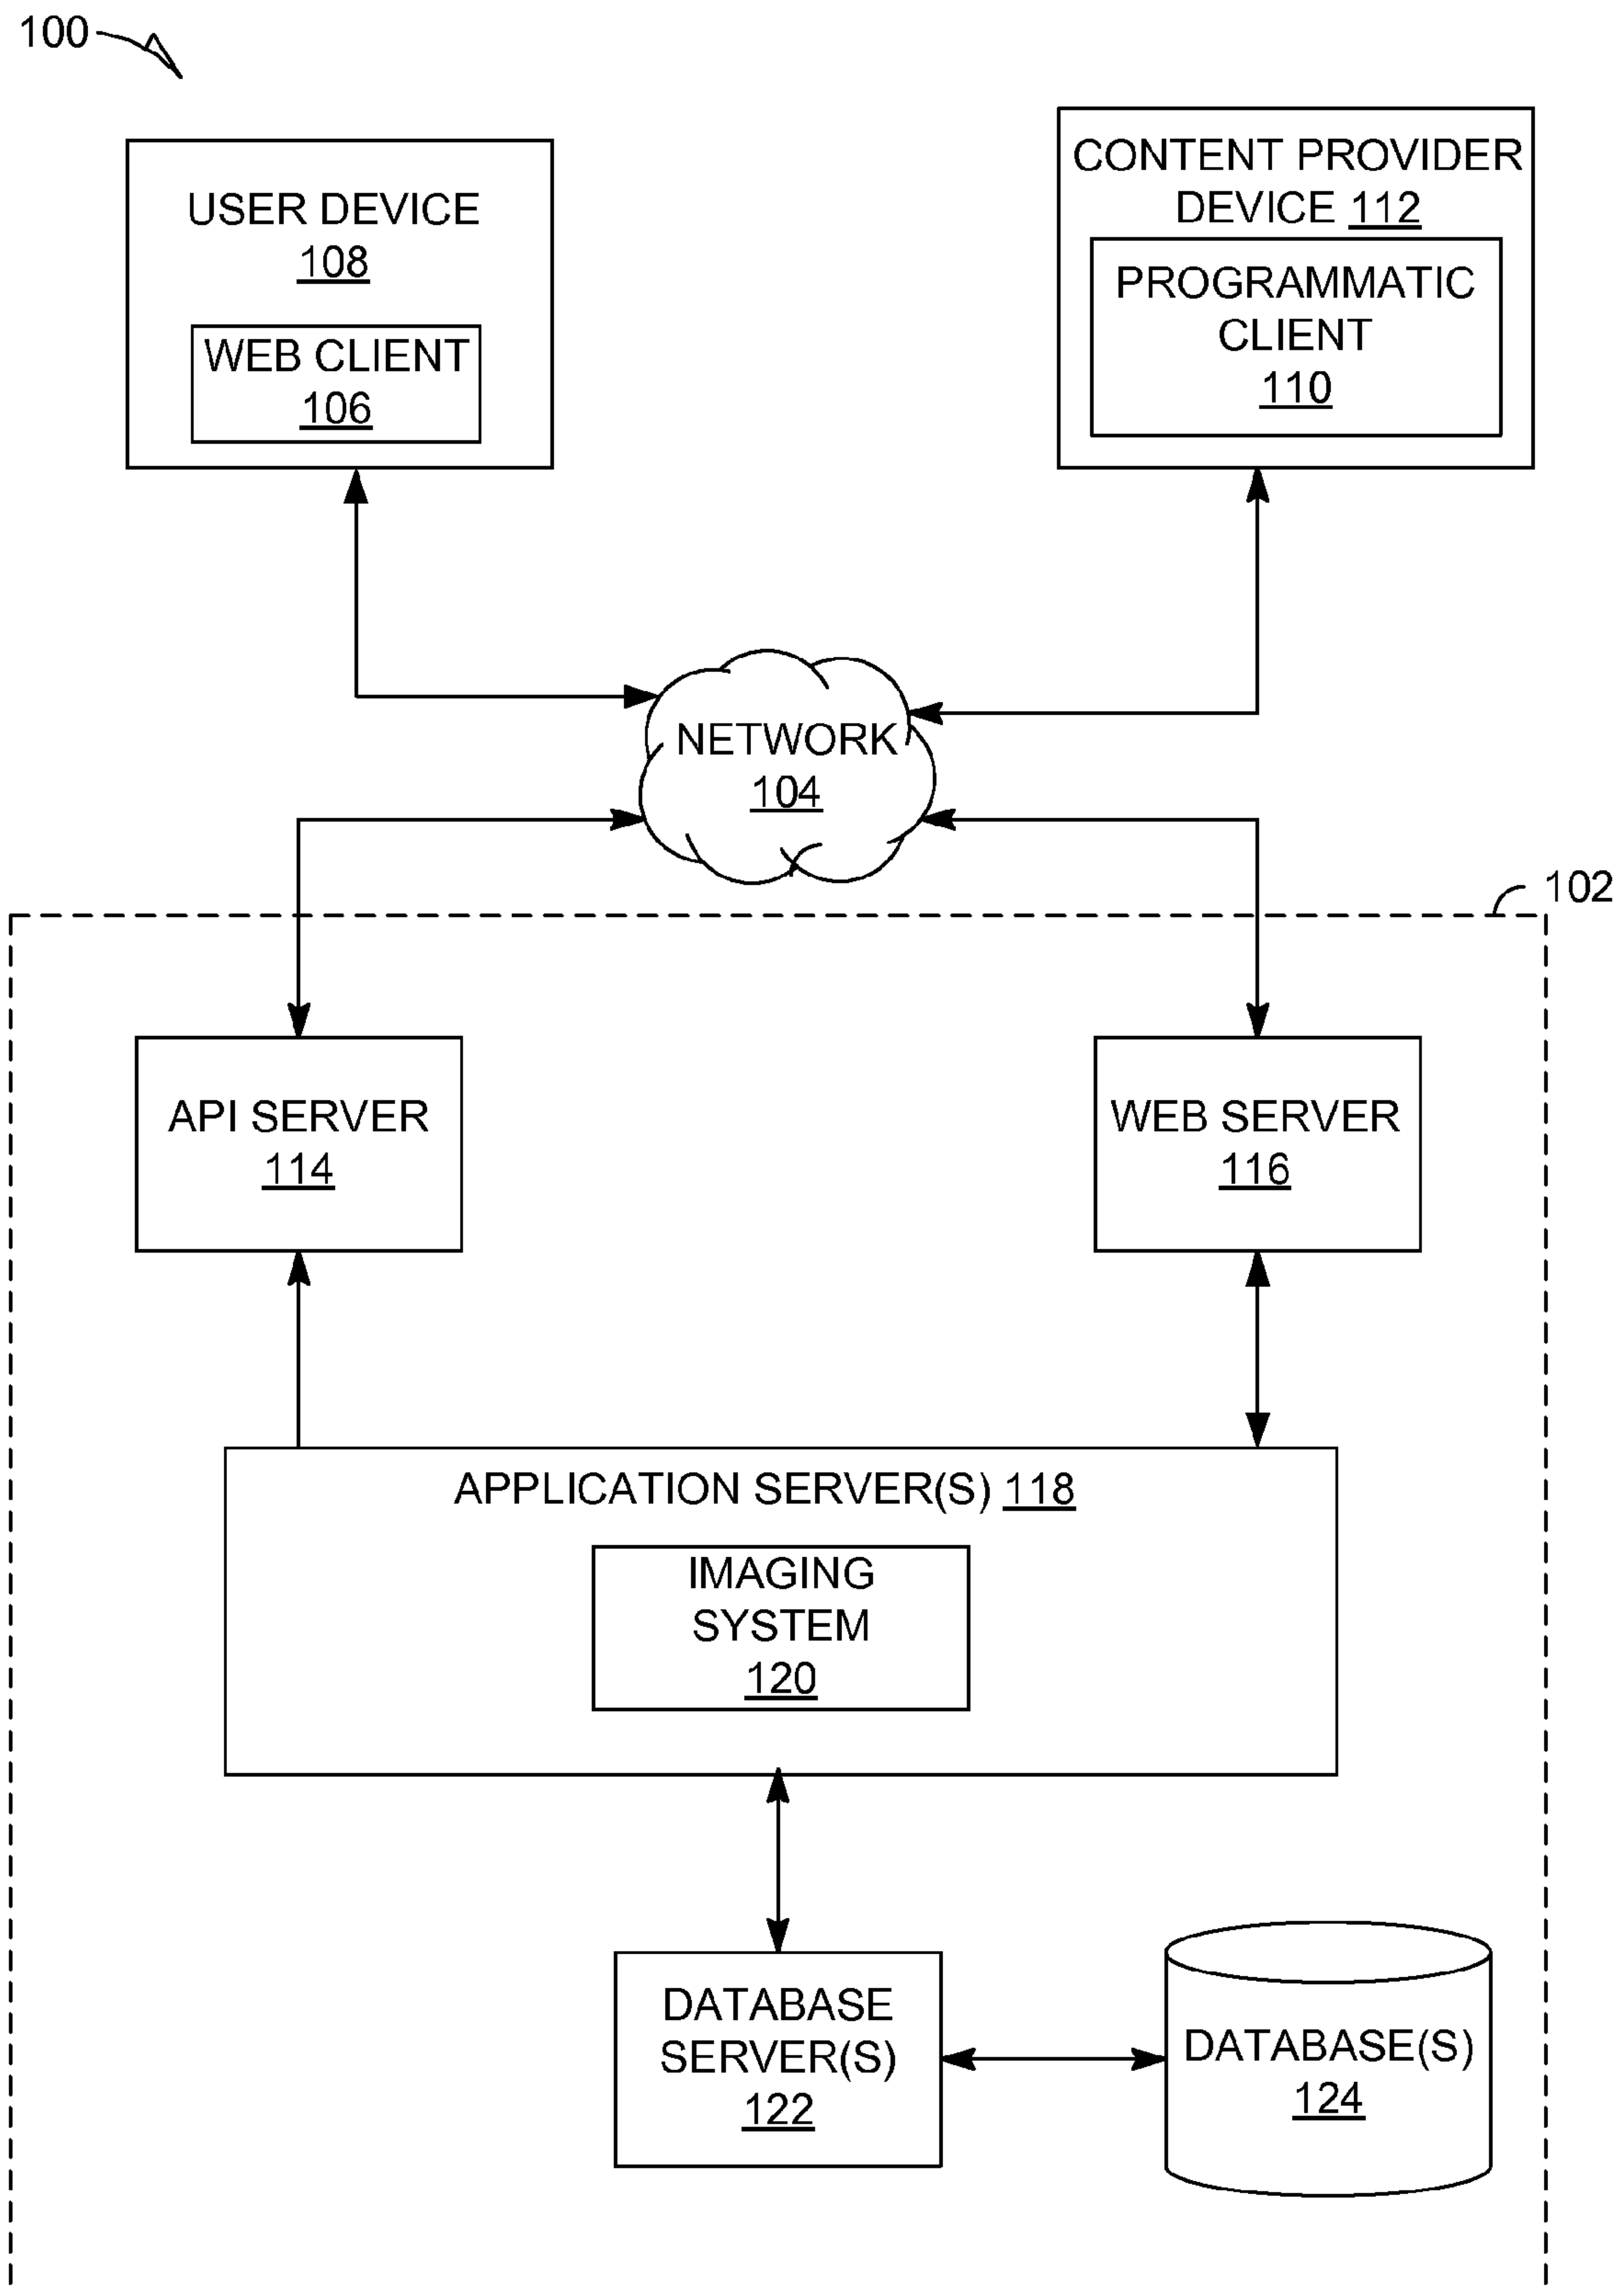 100
USER DEVICE
108
WEB CLIENT
106
CONTENT PROVIDER
DEVICE 112
PROGRAMMATIC
CLIENT
110
NETWORK
104
102
API SERVER
114
WEB SERVER
116
APPLICATION SERVER(S) 118
IMAGING
SYSTEM
120
DATABASE
SERVER(S)
122
DATABASE(S)
124